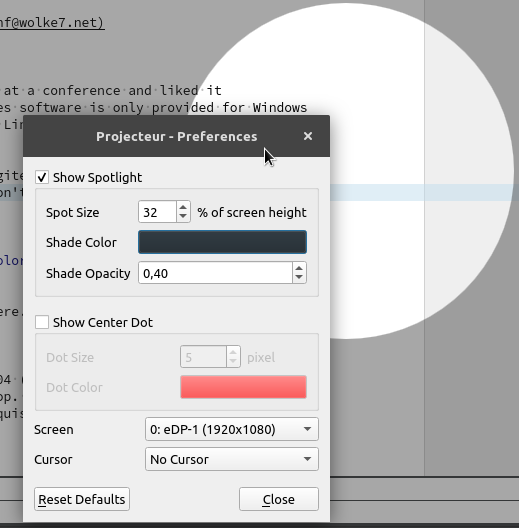 nf@wolke7.net)
at a conference and liked it
es software is only provided for Windows
Lin
Projecteur - Preferences
gite
on't
Show Spotlight
Spot Size 32 % of screen height
Shade Color
olor
Shade Opacity 0,40
ere.
Show Center Dot
Dot Size 5 pixel
04
Dot Color
op.
quis
Screen 0: eDP-1 (1920x1080)
Cursor No Cursor
Reset Defaults Close